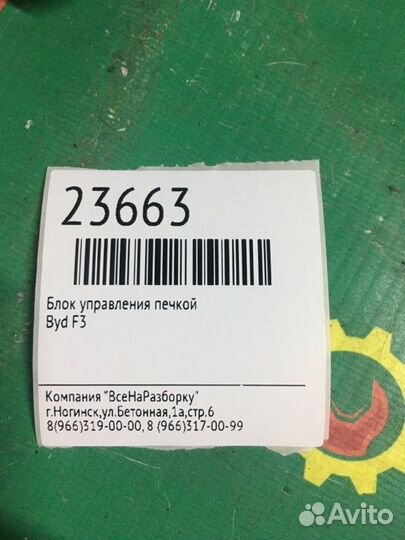 23663
Блок управления печкой
Byd F3
Компания "ВсеНаРазборку"
г.Ногинск,ул.Бетонная,1а,стр.6
8(966)319-00-00, 8 (966)317-00-99
Avito